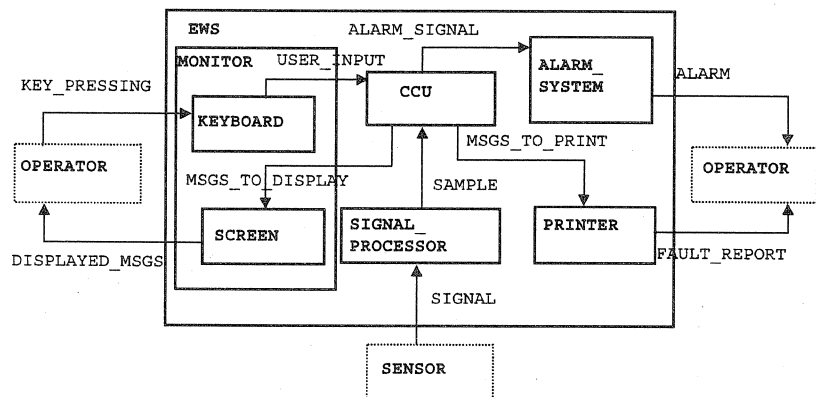 EWS
ALARM_SIGNAL
MONITOR
USER_INPUT
ALARM_
SYSTEM
ALARM
KEY_PRESSING
CCU
KEYBOARD
MSGS_TO_PRINT
OPERATOR
OPERATOR
MSGS_TO_DISPLAY
SAMPLE
SCREEN
SIGNAL_
PROCESSOR
PRINTER
DISPLAYED_MSGS
FAULT_REPORT
SIGNAL
SENSOR